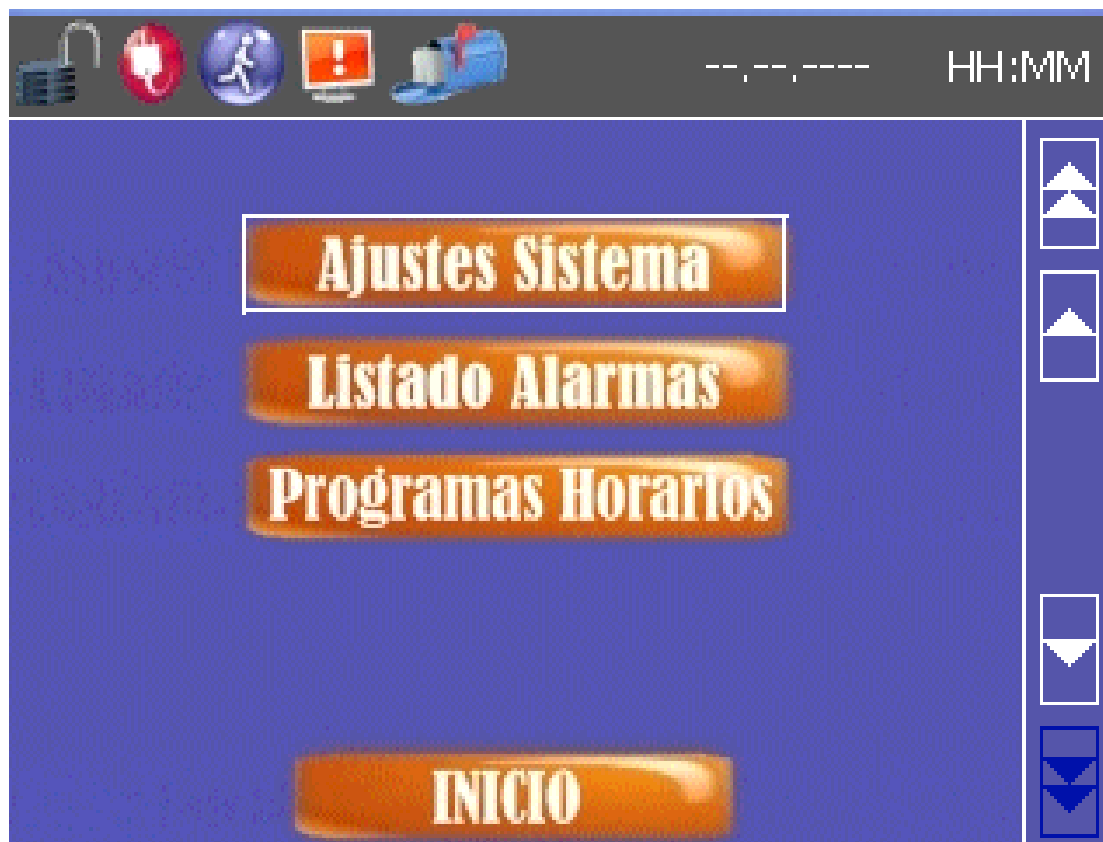 --.--.---- HH:MM
Ajustes Sistema
Listado Alarmas
Programas Horarios
INICIO